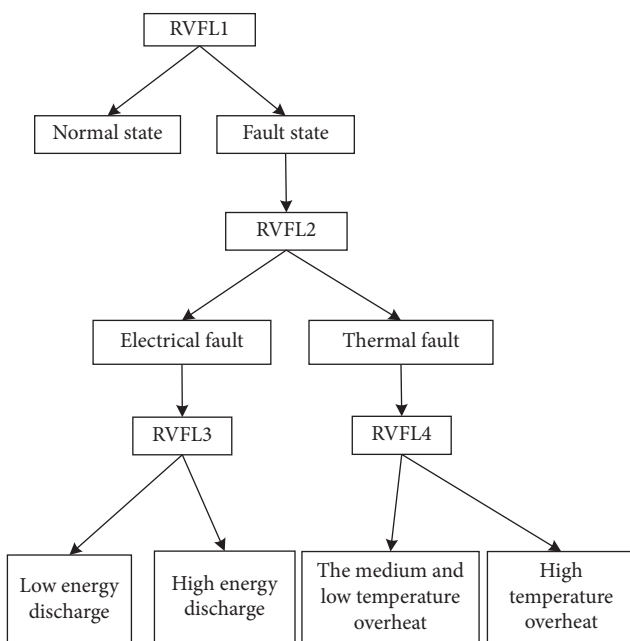 RVFL1
Normal state
Fault state
RVFL2
Electrical fault
Thermal fault
RVFL3
RVFL4
Low energy
discharge
High energy
discharge
The medium and
low temperature
overheat
High
temperature
overheat